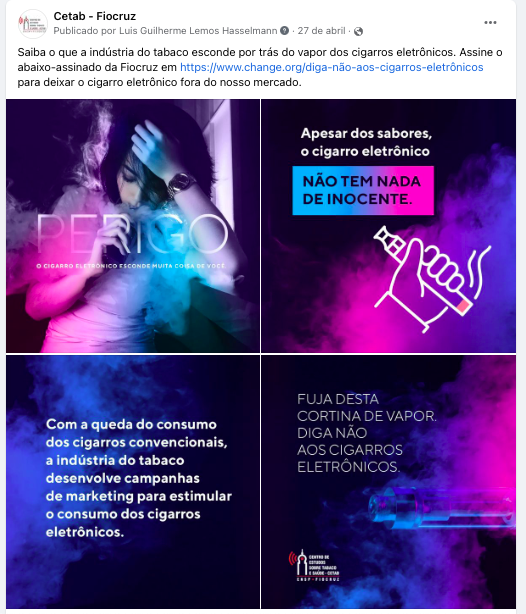 Cetab - Fiocruz
Publicado por Luis Guilherme Lemos Hasselmann · 27 de abril ·
Saiba o que a indústria do tabaco esconde por trás do vapor dos cigarros eletrônicos. Assine o
abaixo-assinado da Fiocruz em https://www.change.org/diga-não-aos-cigarros-eletrônicos
para deixar o cigarro eletrônico fora do nosso mercado.
PERIGO
O CIGARRO ELETRÔNICO ESCONDE MUITA COISA DE VOCÊ
Apesar dos sabores,
o cigarro eletrônico
NÃO TEM NADA
DE INOCENTE.
Com a queda do consumo
dos cigarros convencionais,
a indústria do tabaco
desenvolve campanhas
de marketing para estimular
o consumo dos cigarros
eletrônicos.
FUJA DESTA
CORTINA DE VAPOR.
DIGA NÃO
AOS CIGARROS
ELETRÔNICOS.
CENTRO DE
ESTUDOS
SOBRE TABACO
E SAÚDE - CETAB
ENSP - FIOCRUZ